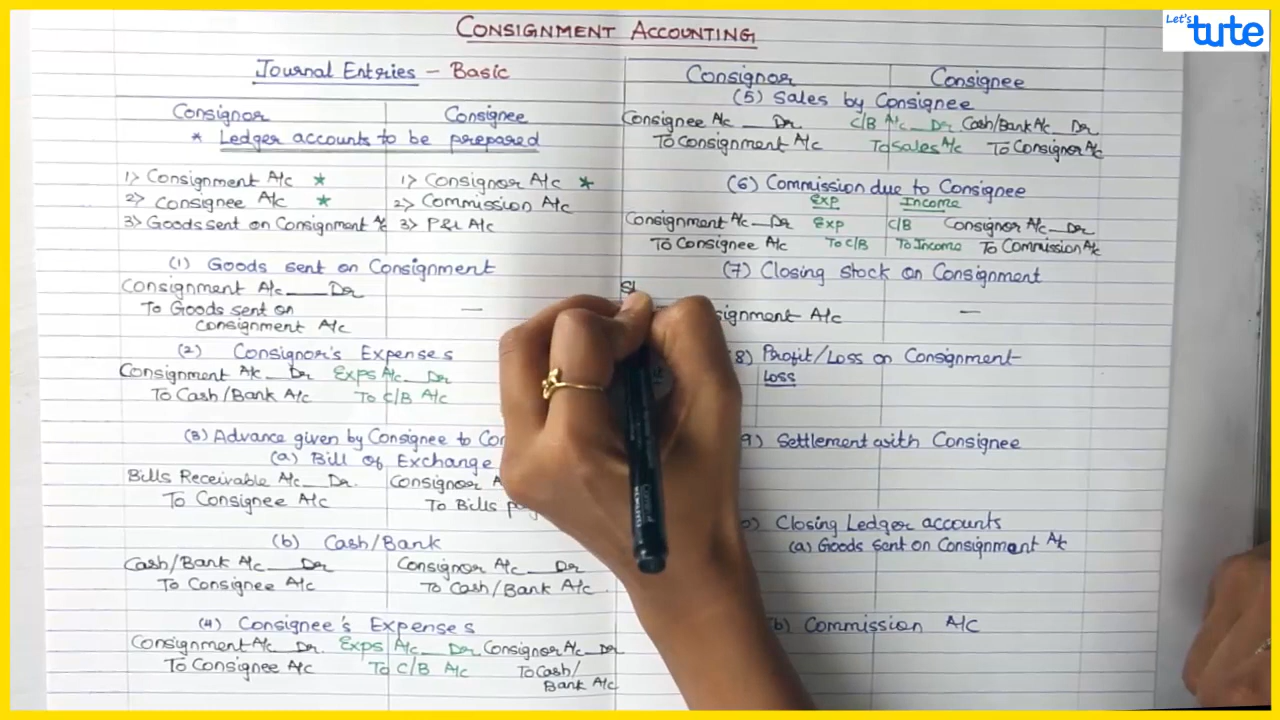 Let's tute
CONSIGNMENT ACCOUNTING
Journal Entries - Basic
Consignor Consignee
* Ledger accounts to be prepared
1> Consignment A/c * 1> Consignor A/c *
2> Consignee A/c * 2> Commission A/c
3> Goods sent on Consignment A/c 3> P&L A/c
(1) Goods sent on Consignment
Consignment A/c ___ Dr
To Goods sent on —
consignment A/c
(2) Consignor's Expenses
Consignment A/c _ Dr Exps A/c _ Dr
To Cash/Bank A/c To C/B A/c
(3) Advance given by Consignee to
(a) Bill of Exchange
Bills Receivable A/c __ Dr. Consignor
To Consignee A/c To Bills
(b) Cash/Bank
Cash/Bank A/c __ Dr Consignor A/c __ Dr
To Consignee A/c To Cash/Bank A/c.
(4) Consignee's Expenses
Consignment A/c _ Dr. Exps A/c _ Dr Consignor A/c _ Dr
To Consignee A/c To C/B A/c To Cash/
Bank A/c
Consignor Consignee
(5) Sales by Consignee
Consignee A/c __ Dr. C/B A/c _ Dr Cash/Bank A/c _ Dr
To Consignment A/c To Sales A/c To Consignor A/c
(6) Commission due to Consignee
Exp Income
Consignment A/c _ Dr Exp C/B Consignor A/c _ Dr
To Consignee A/c To C/B To Income To Commission A/c
(7) Closing stock on Consignment
A/c —
8) Profit/Loss on Consignment
Loss
9) Settlement with Consignee
) Closing Ledger accounts
(a) Goods sent on Consignment A/c
b) Commission A/c